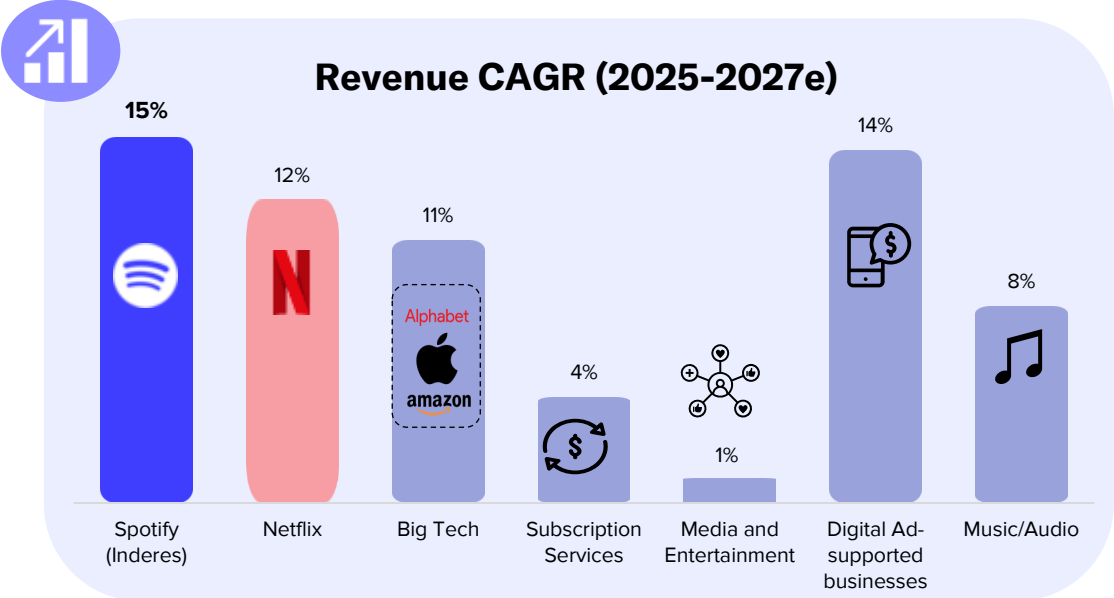 Revenue CAGR (2025-2027e)
15%
12%
11%
4%
1%
14%
8%
N
Alphabet
amazon
$
$
Spotify
(Inderes)
Netflix
Big Tech
Subscription
Services
Media and
Entertainment
Digital Ad-
supported
businesses
Music/Audio